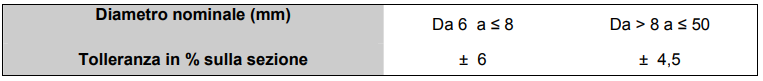 Diametro nominale (mm) Da 6 a ≤ 8 Da > 8 a ≤ 50
Tolleranza in % sulla sezione ± 6 ± 4,5